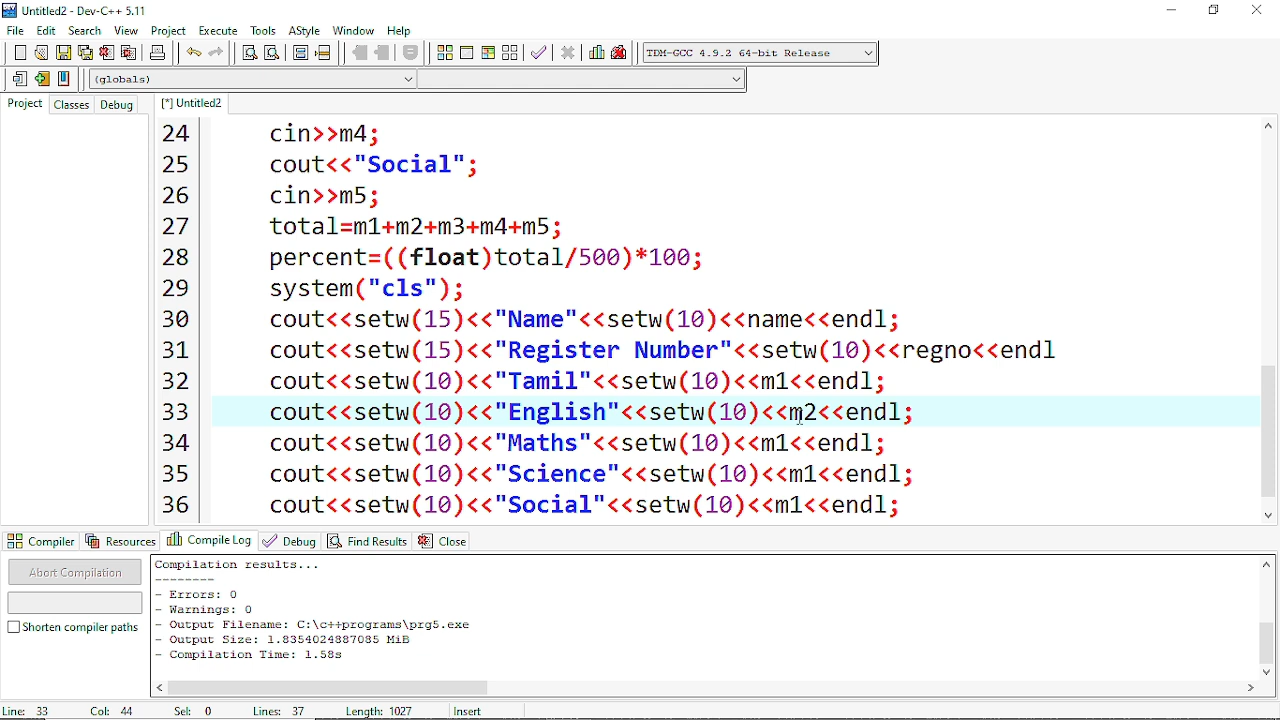 Untitled2 - Dev-C++ 5.11
File Edit Search View Project Execute Tools AStyle Window Help
TDM-GCC 4.9.2 64-bit Release
(globals)
Project Classes Debug [*] Untitled2
24 cin>>m4;
25 cout<<"Social";
26 cin>>m5;
27 total=m1+m2+m3+m4+m5;
28 percent=((float)total/500)*100;
29 system("cls");
30 cout<<setw(15)<<"Name"<<setw(10)<<name<<endl;
31 cout<<setw(15)<<"Register Number"<<setw(10)<<regno<<endl
32 cout<<setw(10)<<"Tamil"<<setw(10)<<m1<<endl;
33 cout<<setw(10)<<"English"<<setw(10)<<m2<<endl;
34 cout<<setw(10)<<"Maths"<<setw(10)<<m1<<endl;
35 cout<<setw(10)<<"Science"<<setw(10)<<m1<<endl;
36 cout<<setw(10)<<"Social"<<setw(10)<<m1<<endl;
Compiler Resources Compile Log Debug Find Results Close
Abort Compilation
Shorten compiler paths
Compilation results...
--------
- Errors: 0
- Warnings: 0
- Output Filename: C:\c++programs\prg5.exe
- Output Size: 1.8354024887085 MiB
- Compilation Time: 1.58s
Line: 33 Col: 44 Sel: 0 Lines: 37 Length: 1027 Insert